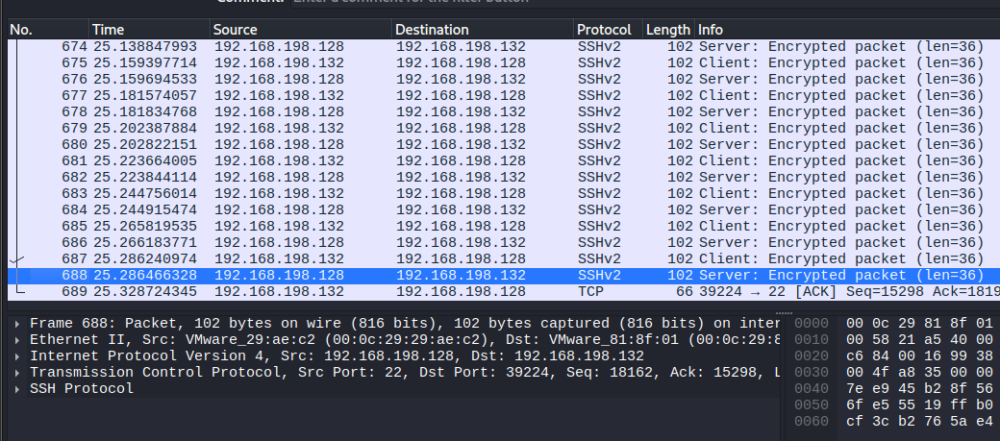 Comment: Enter a comment for the filter button
No. Time Source Destination Protocol Length Info
674 25.138847993 192.168.198.128 192.168.198.132 SSHv2 102 Server: Encrypted packet (len=36)
675 25.159397714 192.168.198.132 192.168.198.128 SSHv2 102 Client: Encrypted packet (len=36)
676 25.159694533 192.168.198.128 192.168.198.132 SSHv2 102 Server: Encrypted packet (len=36)
677 25.181574057 192.168.198.132 192.168.198.128 SSHv2 102 Client: Encrypted packet (len=36)
678 25.181834768 192.168.198.128 192.168.198.132 SSHv2 102 Server: Encrypted packet (len=36)
679 25.202387884 192.168.198.132 192.168.198.128 SSHv2 102 Client: Encrypted packet (len=36)
680 25.202822151 192.168.198.128 192.168.198.132 SSHv2 102 Server: Encrypted packet (len=36)
681 25.223664005 192.168.198.132 192.168.198.128 SSHv2 102 Client: Encrypted packet (len=36)
682 25.223844114 192.168.198.128 192.168.198.132 SSHv2 102 Server: Encrypted packet (len=36)
683 25.244756014 192.168.198.132 192.168.198.128 SSHv2 102 Client: Encrypted packet (len=36)
684 25.244915474 192.168.198.128 192.168.198.132 SSHv2 102 Server: Encrypted packet (len=36)
685 25.265819535 192.168.198.132 192.168.198.128 SSHv2 102 Client: Encrypted packet (len=36)
686 25.266183771 192.168.198.128 192.168.198.132 SSHv2 102 Server: Encrypted packet (len=36)
687 25.286240974 192.168.198.132 192.168.198.128 SSHv2 102 Client: Encrypted packet (len=36)
688 25.286466328 192.168.198.128 192.168.198.132 SSHv2 102 Server: Encrypted packet (len=36)
689 25.328724345 192.168.198.132 192.168.198.128 TCP 66 39224 → 22 [ACK] Seq=15298 Ack=1819
Frame 688: Packet, 102 bytes on wire (816 bits), 102 bytes captured (816 bits) on inter
Ethernet II, Src: VMware_29:ae:c2 (00:0c:29:29:ae:c2), Dst: VMware_81:8f:01 (00:0c:29:8
Internet Protocol Version 4, Src: 192.168.198.128, Dst: 192.168.198.132
Transmission Control Protocol, Src Port: 22, Dst Port: 39224, Seq: 18162, Ack: 15298, L
SSH Protocol
0000 00 0c 29 81 8f 01
0010 00 58 21 a5 40 00
0020 c6 84 00 16 99 38
0030 00 4f a8 35 00 00
0040 7e e9 45 b2 8f 56
0050 6f e5 55 19 ff b0
0060 cf 3c b2 76 5a e4